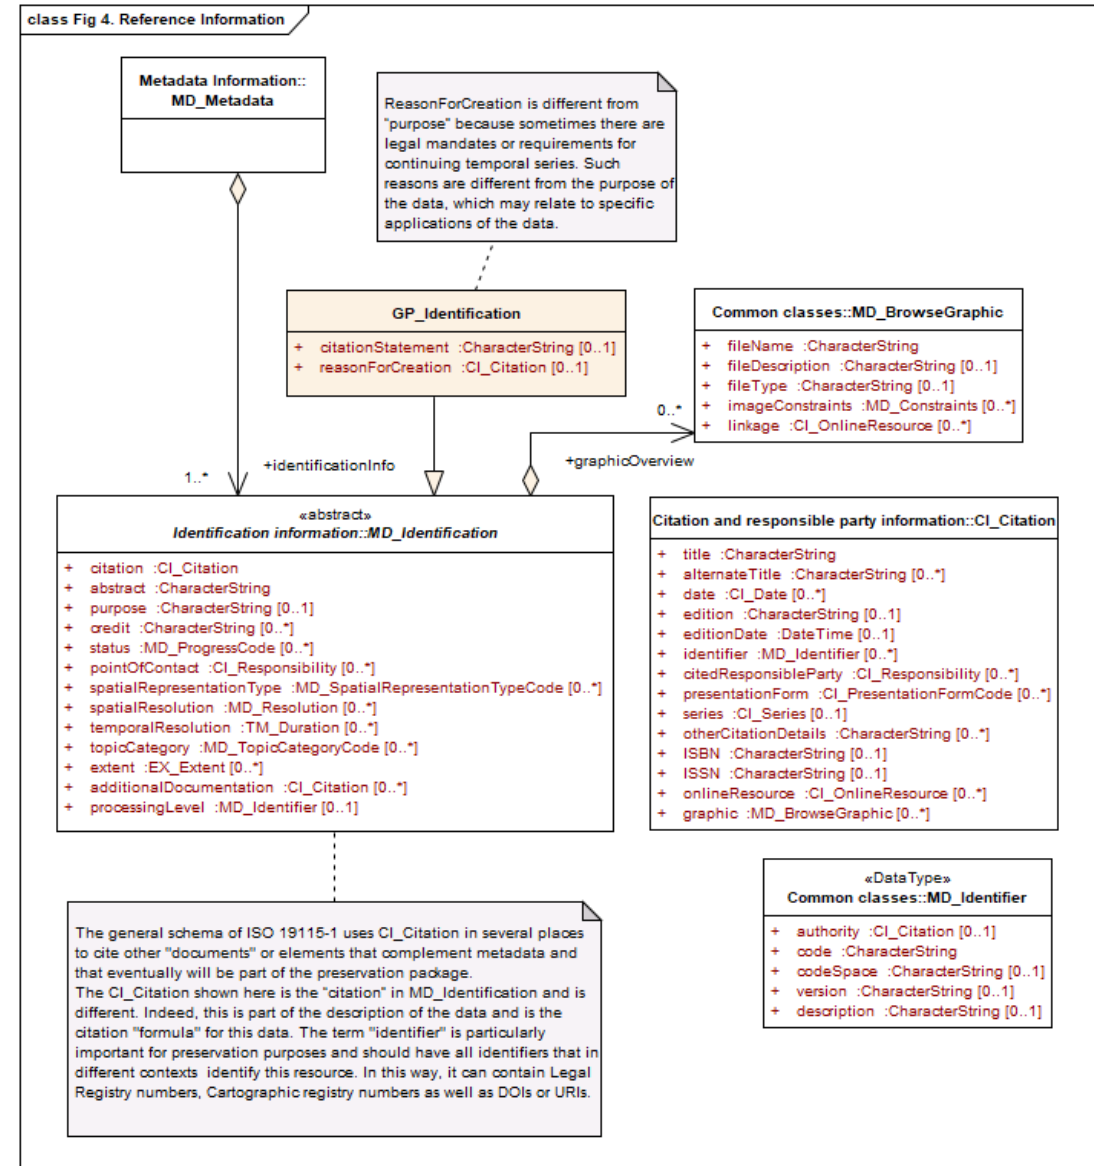 class Fig 4. Reference Information
Metadata Information::
MD_Metadata
ReasonForCreation is different from
"purpose" because sometimes there are
legal mandates or requirements for
continuing temporal series. Such
reasons are different from the purpose of
the data, which may relate to specific
applications of the data.
GP_Identification
+ citationStatement :CharacterString [0..1]
+ reasonForCreation :CI_Citation [0..1]
Common classes::MD_BrowseGraphic
+ fileName :CharacterString
+ fileDescription :CharacterString [0..1]
+ fileType :CharacterString [0..1]
+ imageConstraints :MD_Constraints [0..*]
+ linkage :CI_OnlineResource [0..*]
0..*
+graphicOverview
+identificationInfo
1..*
«abstract»
Identification information::MD_Identification
+ citation :CI_Citation
+ abstract :CharacterString
+ purpose :CharacterString [0..1]
+ credit :CharacterString [0..*]
+ status :MD_ProgressCode [0..*]
+ pointOfContact :CI_Responsibility [0..*]
+ spatialRepresentationType :MD_SpatialRepresentationTypeCode [0..*]
+ spatialResolution :MD_Resolution [0..*]
+ temporalResolution :TM_Duration [0..*]
+ topicCategory :MD_TopicCategoryCode [0..*]
+ extent :EX_Extent [0..*]
+ additionalDocumentation :CI_Citation [0..*]
+ processingLevel :MD_Identifier [0..1]
Citation and responsible party information::CI_Citation
+ title :CharacterString
+ alternateTitle :CharacterString [0..*]
+ date :CI_Date [0..*]
+ edition :CharacterString [0..1]
+ editionDate :DateTime [0..1]
+ identifier :MD_Identifier [0..*]
+ citedResponsibleParty :CI_Responsibility [0..*]
+ presentationForm :CI_PresentationFormCode [0..*]
+ series :CI_Series [0..1]
+ otherCitationDetails :CharacterString [0..*]
+ ISBN :CharacterString [0..1]
+ ISSN :CharacterString [0..1]
+ onlineResource :CI_OnlineResource [0..*]
+ graphic :MD_BrowseGraphic[0..*]
«DataType»
Common classes::MD_Identifier
+ authority :CI_Citation [0..1]
+ code :CharacterString
+ codeSpace :CharacterString [0..1]
+ version :CharacterString [0..1]
+ description :CharacterString [0..1]
The general schema of ISO 19115-1 uses CI_Citation in several places
to cite other "documents" or elements that complement metadata and
that eventually will be part of the preservation package.
The CI_Citation shown here is the "citation" in MD_Identification and is
different. Indeed, this is part of the description of the data and is the
citation "formula" for this data. The term "identifier" is particularly
important for preservation purposes and should have all identifiers that in
different contexts identify this resource. In this way, it can contain Legal
Registry numbers, Cartographic registry numbers as well as DOIs or URIs.